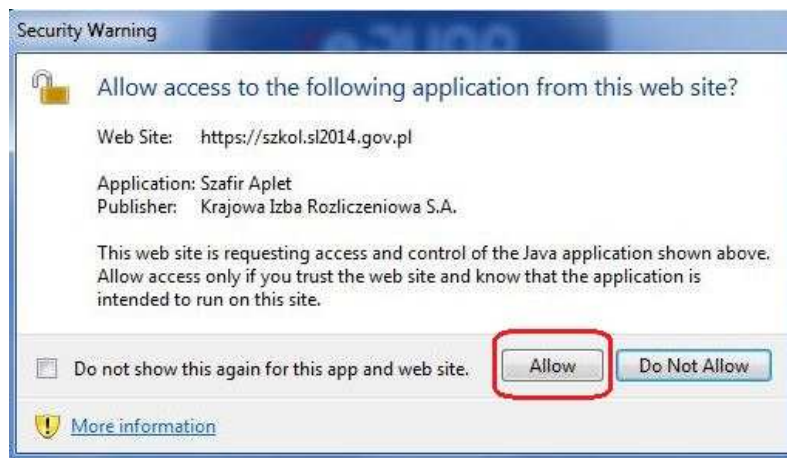 Security Warning
Allow access to the following application from this web site?
Web Site: https://szkol.sl2014.gov.pl
Application: Szafir Aplet
Publisher: Krajowa Izba Rozliczeniowa S.A.
This web site is requesting access and control of the Java application shown above.
Allow access only if you trust the web site and know that the application is
intended to run on this site.
Do not show this again for this app and web site.
Allow
Do Not Allow
More information